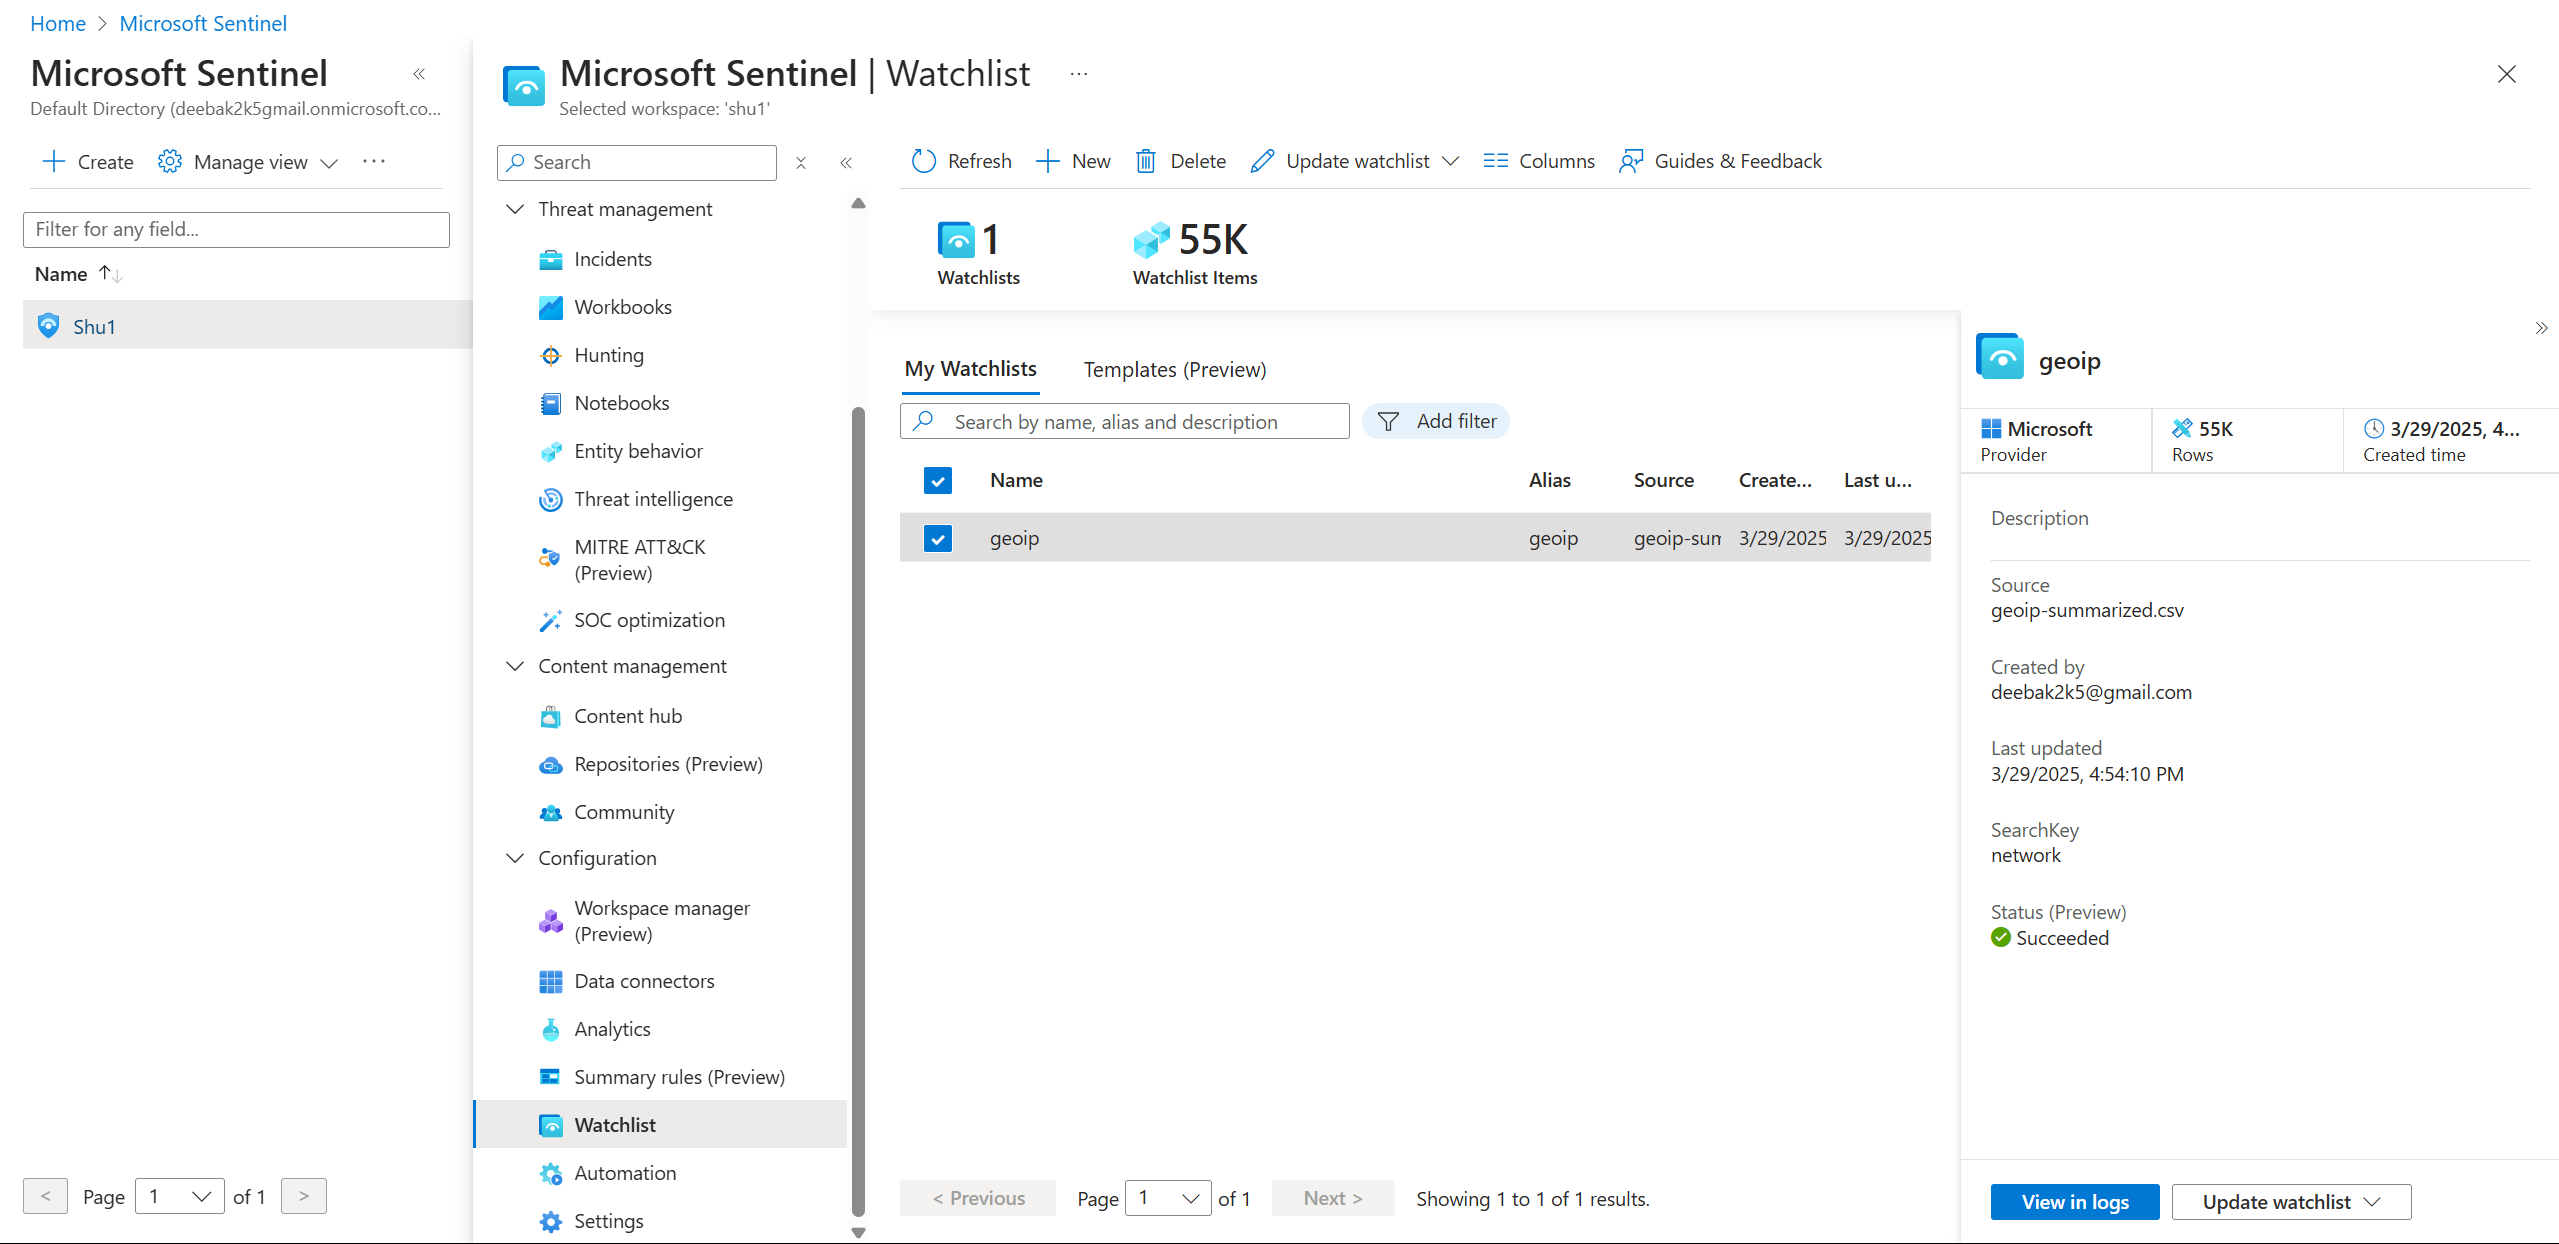 Home > Microsoft Sentinel
Microsoft Sentinel
Default Directory (deebak2k5gmail.onmicrosoft.co...
Create Manage view ...
Filter for any field...
Name
Shu1
< Page 1 of 1 >
Microsoft Sentinel | Watchlist ...
Selected workspace: 'shu1'
Search
Threat management
Incidents
Workbooks
Hunting
Notebooks
Entity behavior
Threat intelligence
MITRE ATT&CK
(Preview)
SOC optimization
Content management
Content hub
Repositories (Preview)
Community
Configuration
Workspace manager
(Preview)
Data connectors
Analytics
Summary rules (Preview)
Watchlist
Automation
Settings
Refresh New Delete Update watchlist Columns Guides & Feedback
1 55K
Watchlists Watchlist Items
My Watchlists Templates (Preview)
Search by name, alias and description Add filter
Name Alias Source Create... Last u...
geoip geoip geoip-sum 3/29/2025 3/29/2025
< Previous Page 1 of 1 Next > Showing 1 to 1 of 1 results.
geoip
Microsoft 55K 3/29/2025, 4...
Provider Rows Created time
Description
Source
geoip-summarized.csv
Created by
deebak2k5@gmail.com
Last updated
3/29/2025, 4:54:10 PM
SearchKey
network
Status (Preview)
Succeeded
View in logs Update watchlist